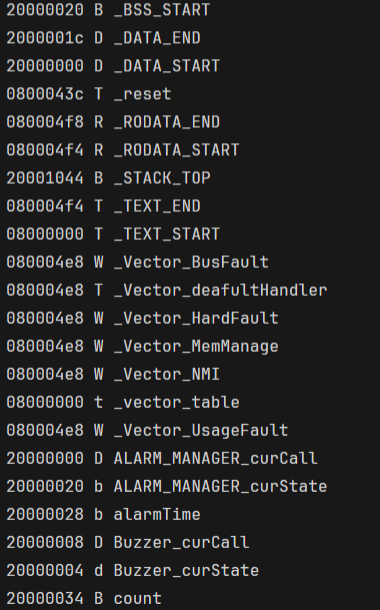 20000020 B _BSS_START
2000001c D _DATA_END
20000000 D _DATA_START
0800043c T _reset
080004f8 R _RODATA_END
080004f4 R _RODATA_START
20001044 B _STACK_TOP
080004f4 T _TEXT_END
08000000 T _TEXT_START
080004e8 W _Vector_BusFault
080004e8 T _Vector_deafultHandler
080004e8 W _Vector_HardFault
080004e8 W _Vector_MemManage
080004e8 W _Vector_NMI
08000000 t _vector_table
080004e8 W _Vector_UsageFault
20000000 D ALARM_MANAGER_curCall
20000020 b ALARM_MANAGER_curState
20000028 b alarmTime
20000008 D Buzzer_curCall
20000004 d Buzzer_curState
20000034 B count